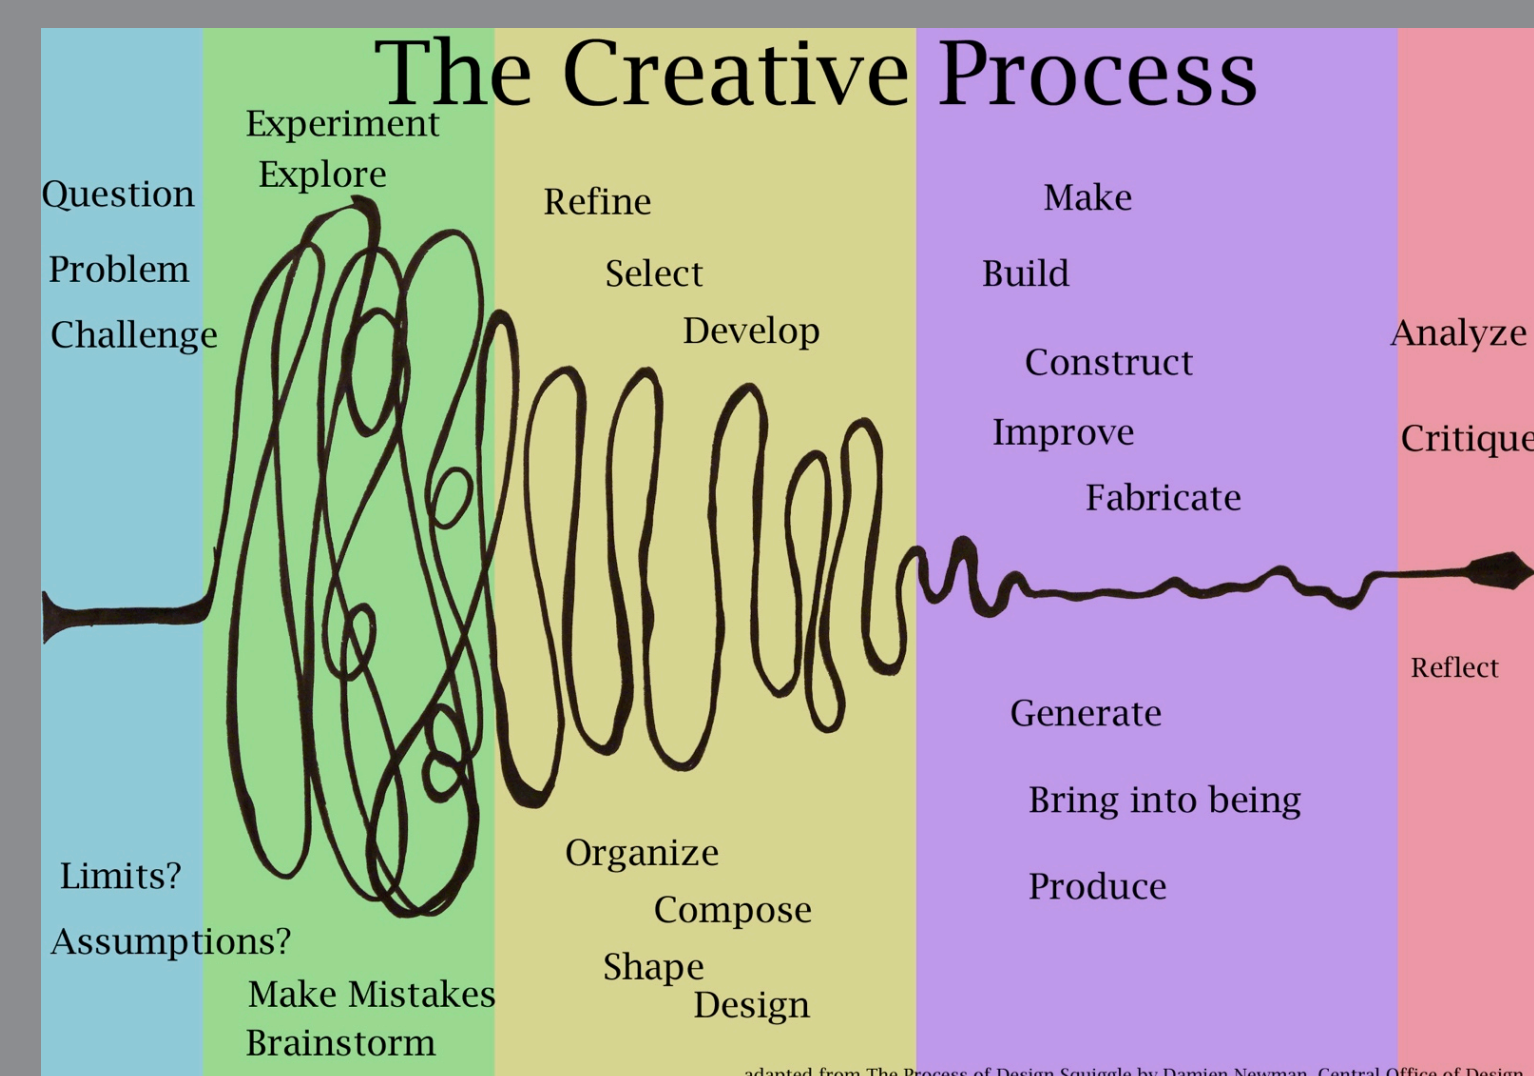 The Creative Process
Question
Problem
Challenge
Limits?
Assumptions?
Experiment
Explore
Make Mistakes
Brainstorm
Refine
Select
Develop
Organize
Compose
Shape
Design
Make
Build
Construct
Improve
Fabricate
Generate
Bring into being
Produce
Analyze
Critique
Reflect
adapted from The Process of Design Squiggle by Damien Newman, Central Office of Design